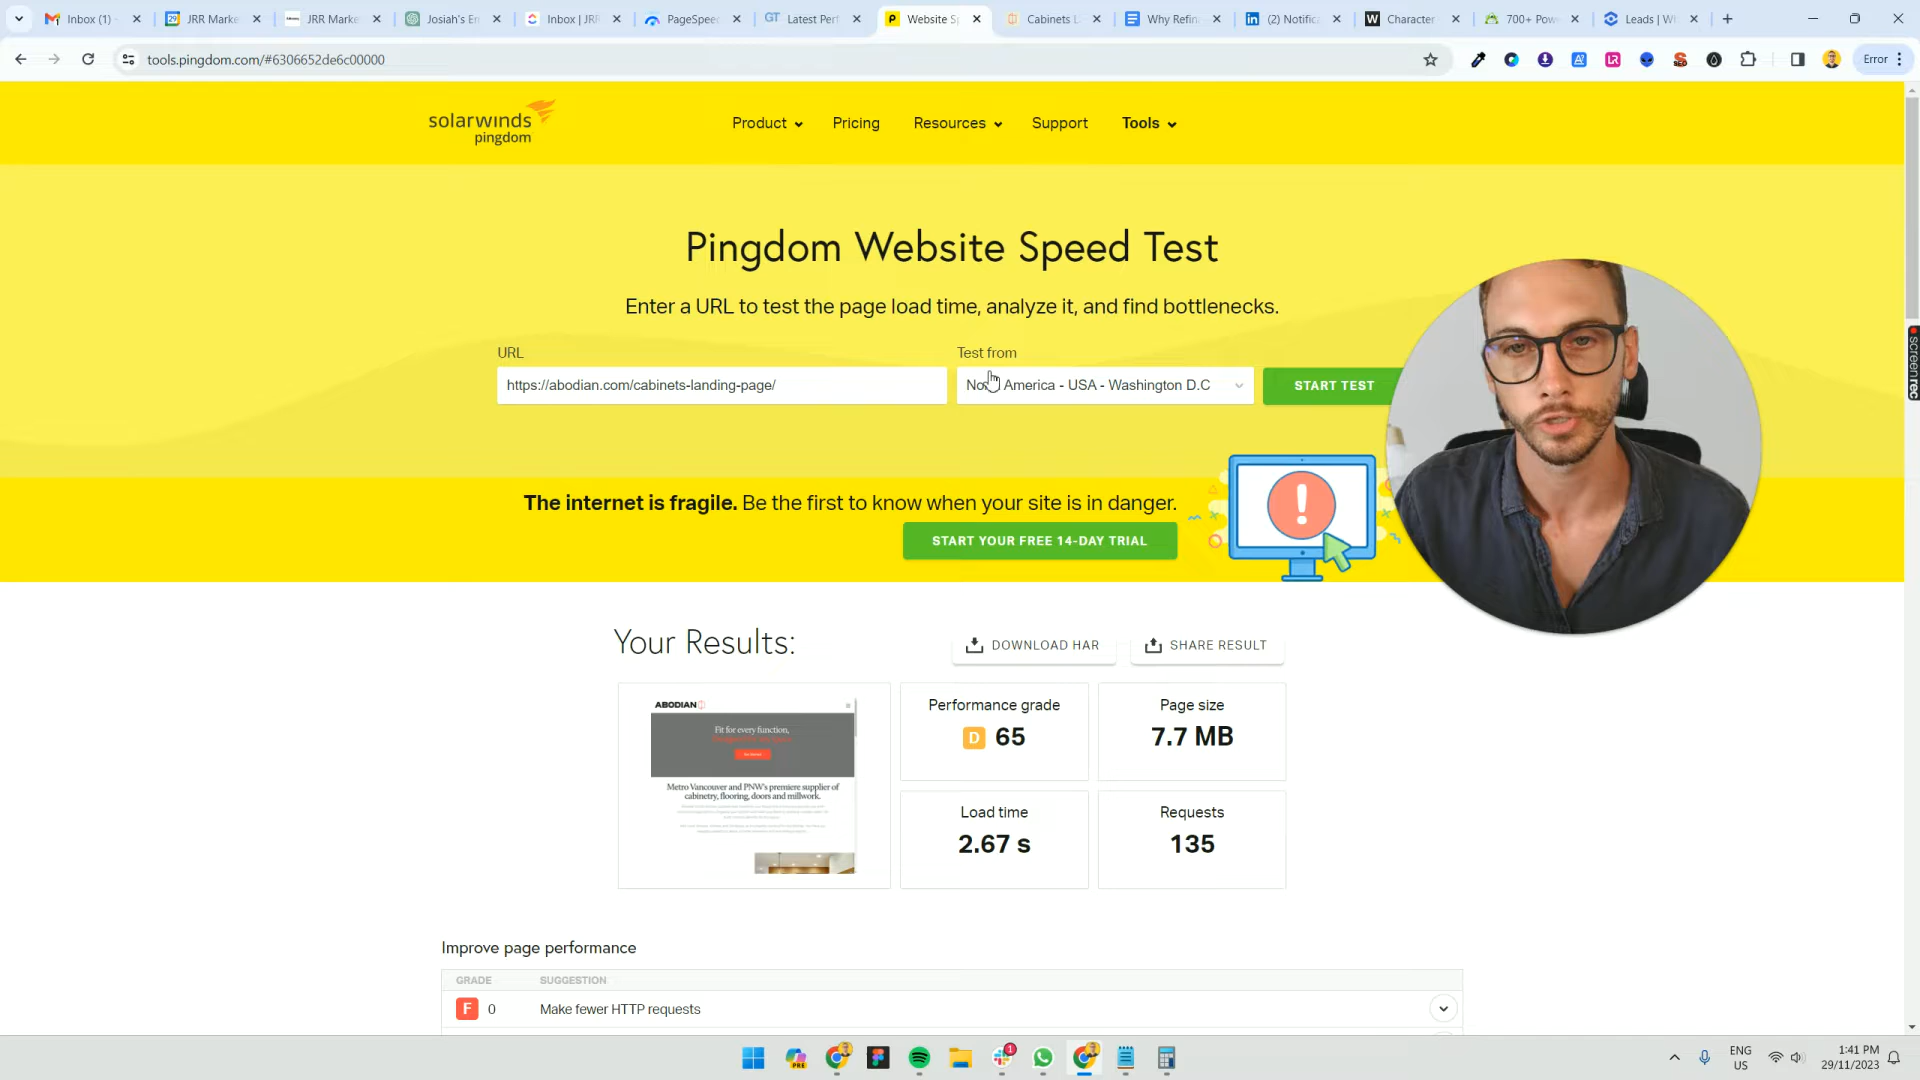 Inbox (1) -
JRR Marke
JRR Marke
Josiah's En
Inbox | JRR
PageSpeed
Latest Perf
Website Sp
Cabinets L
Why Refin
(2) Notifica
Character
700+ Pow
Leads | W
tools.pingdom.com/#6306652de6c00000
Error
solarwinds
pingdom
Product
Pricing
Resources
Support
Tools
Pingdom Website Speed Test
Enter a URL to test the page load time, analyze it, and find bottlenecks.
URL
Test from
https://abodian.com/cabinets-landing-page/
America - USA - Washington D.C
START TEST
The internet is fragile. Be the first to know when your site is in danger.
START YOUR FREE 14-DAY TRIAL
screenrec
Your Results:
DOWNLOAD HAR
SHARE RESULT
ABODIAN
Fit for every function,
Metro Vancouver and PNW's premiere supplier of
cabinetry, flooring, doors and millwork.
Performance grade
D 65
Page size
7.7 MB
Load time
2.67 s
Requests
135
Improve page performance
GRADE
SUGGESTION
F 0
Make fewer HTTP requests
PRE
1
ENG
US
1:41 PM
29/11/2023